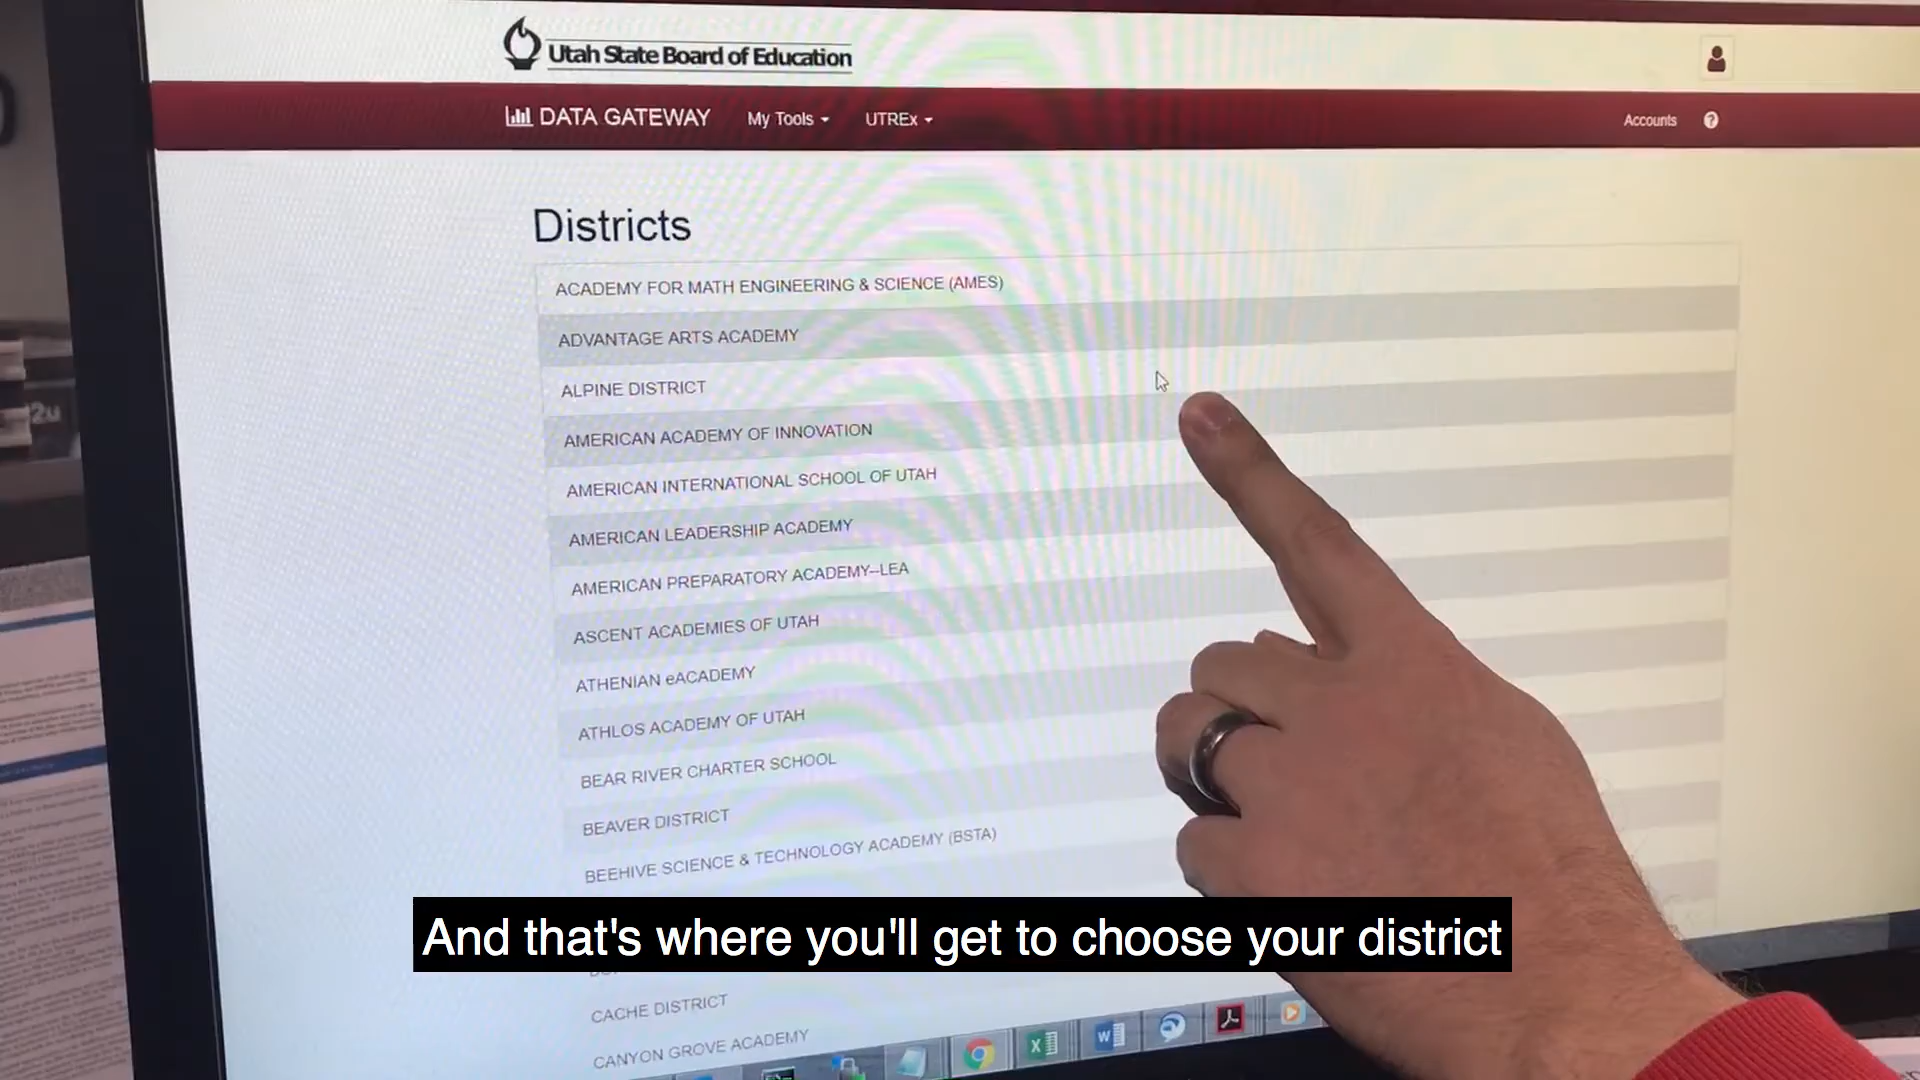 Utah State Board of Education
DATA GATEWAY My Tools UTREx Accounts ?
Districts
ACADEMY FOR MATH ENGINEERING & SCIENCE (AMES)
ADVANTAGE ARTS ACADEMY
ALPINE DISTRICT
AMERICAN ACADEMY OF INNOVATION
AMERICAN INTERNATIONAL SCHOOL OF UTAH
AMERICAN LEADERSHIP ACADEMY
AMERICAN PREPARATORY ACADEMY--LEA
ASCENT ACADEMIES OF UTAH
ATHENIAN eACADEMY
ATHLOS ACADEMY OF UTAH
BEAR RIVER CHARTER SCHOOL
BEAVER DISTRICT
BEEHIVE SCIENCE & TECHNOLOGY ACADEMY (BSTA)
And that's where you'll get to choose your district
CACHE DISTRICT
CANYON GROVE ACADEMY